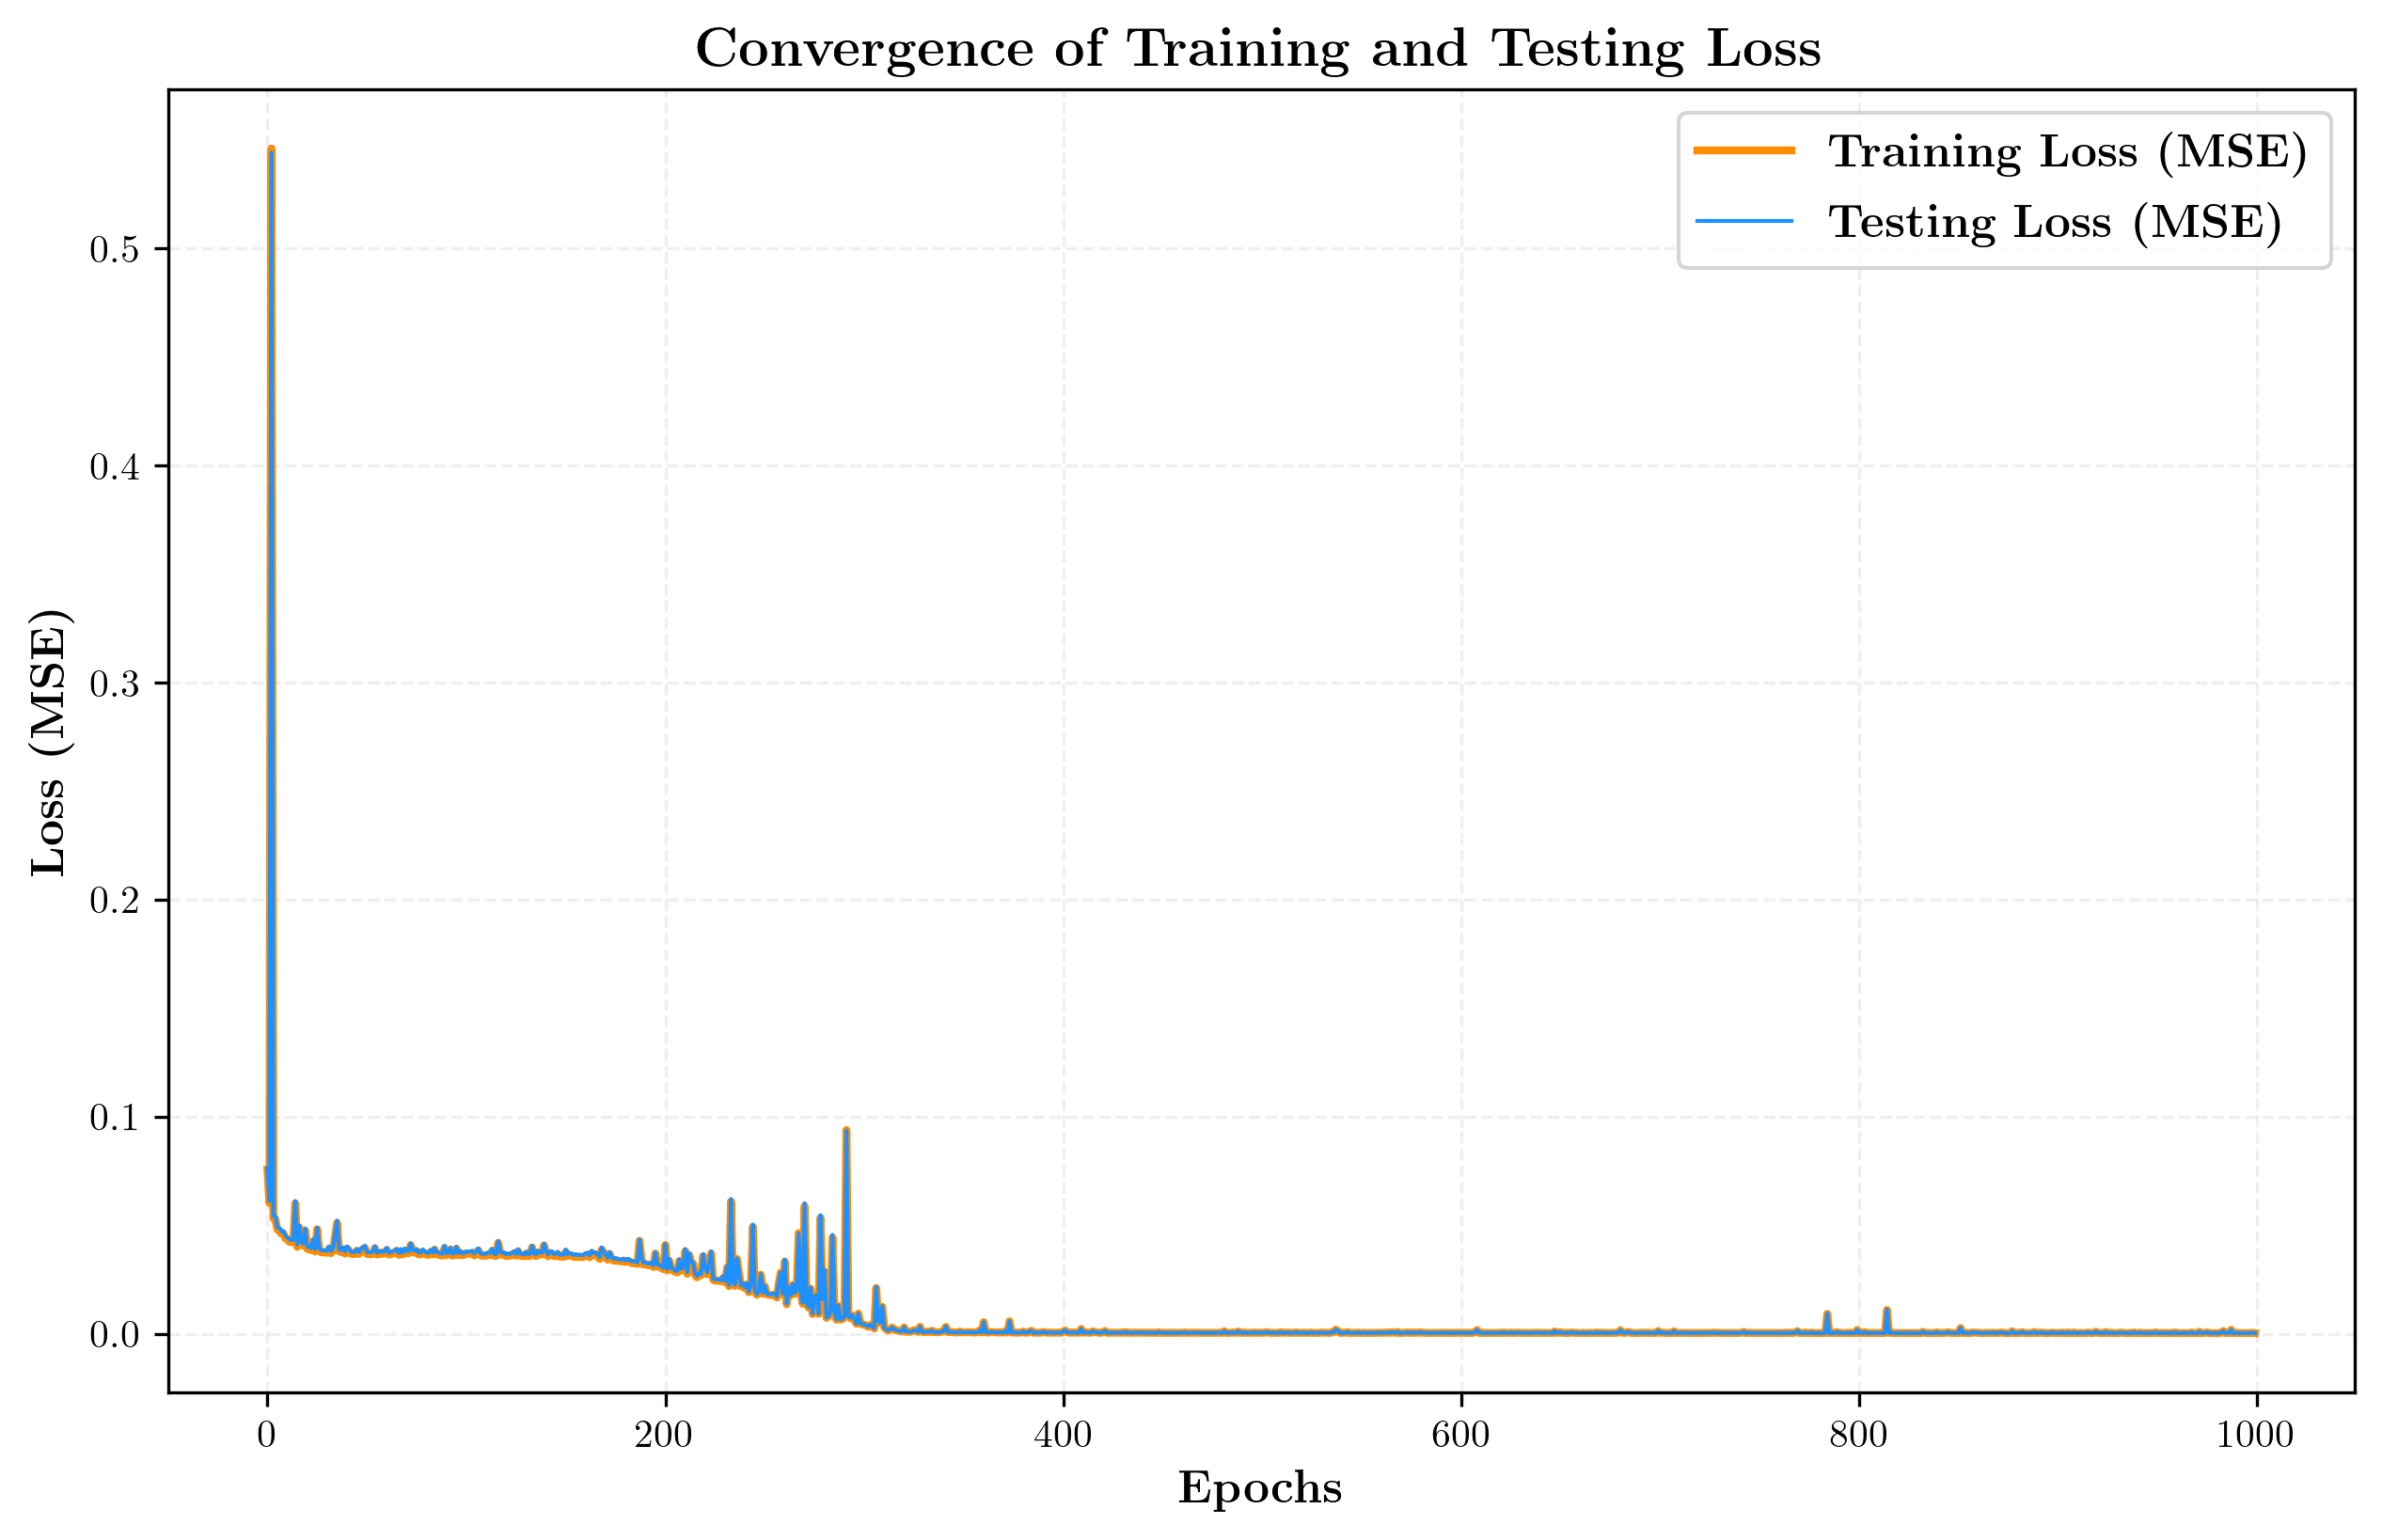 Convergence of Training and Testing Loss
Training Loss (MSE)
Testing Loss (MSE)
Loss (MSE)
0.5
0.4
0.3
0.2
0.1
0.0
0 200 400 600 800 1000
Epochs